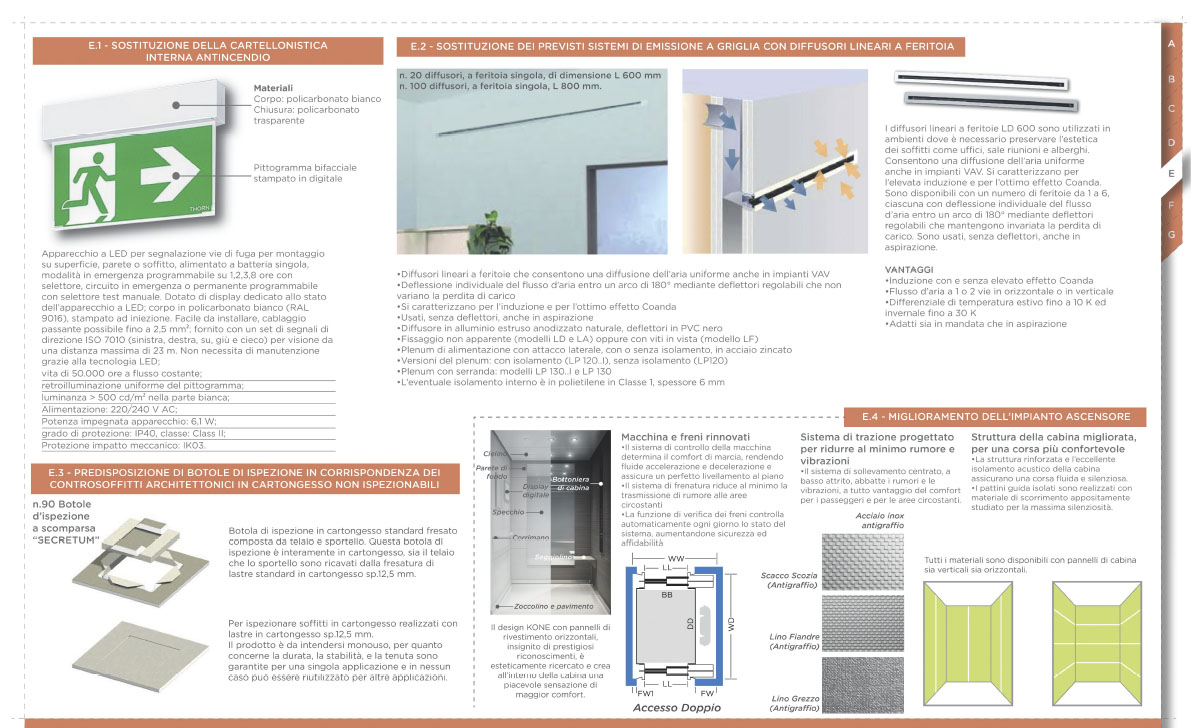 E.1 - SOSTITUZIONE DELLA CARTELLONISTICA
INTERNA ANTINCENDIO
Materiali
Corpo: policarbonato bianco
Chiusura: policarbonato
trasparente
Pittogramma bifacciale
stampato in digitale
THORN
Apparecchio a LED per segnalazione vie di fuga per montaggio
su superfície, parete o soffitto, alimentato a batteria singola,
modalità in emergenza programmabile su 1,2,3,8 ore con
selettore, circuito in emergenza o permanente programmabile
con selettore test manuale. Dotato di display dedicato allo stato
dell'apparecchio a LED; corpo in policarbonato bianco (RAL
9016), stampato ad iniezione. Facile da installare, cablaggio
passante possibile fino a 2,5 mm²; fornito con un set di segnali di
direzione ISO 7010 (sinistra, destra, su, giù e cieco) per visione da
una distanza massima di 23 m. Non necessita di manutenzione
grazie alla tecnologia LED;
vita di 50.000 ore a flusso costante;
retroilluminazione uniforme del pittogramma;
luminanza > 500 cd/m² nella parte bianca;
Alimentazione: 220/240 V AC;
Potenza impegnata apparecchio: 6,1 W;
grado di protezione: IP40, classe: Class II;
Protezione impatto meccanico: IK03.
E.2 - SOSTITUZIONE DEI PREVISTI SISTEMI DI EMISSIONE A GRIGLIA CON DIFFUSORI LINEARI A FERITOIA
n. 20 diffusori, a feritoia singola, di dimensione L 600 mm
n. 100 diffusori, a feritoia singola, L 800 mm.
•Diffusori lineari a feritoie che consentono una diffusione dell'aria uniforme anche in impianti VAV
•Deflessione individuale del flusso d'aria entro un arco di 180° mediante deflettori regolabili che non
variano la perdita di carico
•Si caratterizzano per l'induzione e per l'ottimo effetto Coanda
•Usati, senza deflettori, anche in aspirazione
•Diffusore in alluminio estruso anodizzato naturale, deflettori in PVC nero
•Fissaggio non apparente (modelli LD e LA) oppure con viti in vista (modello LF)
•Plenum di alimentazione con attacco laterale, con o senza isolamento, in acciaio zincato
•Versioni del plenum: con isolamento (LP 120..I), senza isolamento (LP120)
•Plenum con serranda: modelli LP 130..I e LP 130
•L'eventuale isolamento interno è in polietilene in Classe 1, spessore 6 mm
I diffusori lineari a feritoie LD 600 sono utilizzati in
ambienti dove è necessario preservare l'estetica
dei soffitti come uffici, sale riunioni e alberghi.
Consentono una diffusione dell'aria uniforme
anche in impianti VAV. Si caratterizzano per
l'elevata induzione e per l'ottimo effetto Coanda.
Sono disponibili con un numero di feritoie da 1 a 6,
ciascuna con deflessione individuale del flusso
d'aria entro un arco di 180° mediante deflettori
regolabili che mantengono invariata la perdita di
carico. Sono usati, senza deflettori, anche in
aspirazione.
VANTAGGI
•Induzione con e senza elevato effetto Coanda
•Flusso d'aria a 1 o 2 vie in orizzontale o in verticale
•Differenziale di temperatura estivo fino a 10 K ed
invernale fino a 30 K
•Adatti sia in mandata che in aspirazione
A
B
C
D
E
F
G
E.3 - PREDISPOSIZIONE DI BOTOLE DI ISPEZIONE IN CORRISPONDENZA DEI
CONTROSOFFITTI ARCHITETTONICI IN CARTONGESSO NON ISPEZIONABILI
n.90 Botole
d'ispezione
a scomparsa
"SECRETUM"
Botola di ispezione in cartongesso standard fresato
composta da telaio e sportello. Questa botola di
ispezione è interamente in cartongesso, sia il telaio
che lo sportello sono ricavati dalla fresatura di
lastre standard in cartongesso sp.12,5 mm.
Per ispezionare soffitti in cartongesso realizzati con
lastre in cartongesso sp.12,5 mm.
Il prodotto è da intendersi monouso, per quanto
concerne la durata, la stabilità, e la tenuta sono
garantite per una singola applicazione e in nessun
caso può essere riutilizzato per altre applicazioni.
E.4 - MIGLIORAMENTO DELL'IMPIANTO ASCENSORE
Cielino
Parete di
fondo
Display
digitale
Bottoniera
di cabina
Specchio
Corrimano
Seggiolino
Zoccolino e pavimento
Il design KONE con pannelli di
rivestimento orizzontali,
insignito di prestigiosi
riconoscimenti, è
esteticamente ricercato e crea
all'interno della cabina una
piacevole sensazione di
maggior comfort.
Macchina e freni rinnovati
•Il sistema di controllo della macchina
determina il comfort di marcia, rendendo
fluide accelerazione e decelerazione e
assicura un perfetto livellamento al piano
•Il sistema di frenatura riduce al minimo la
trasmissione di rumore alle aree
circostanti
•La funzione di verifica dei freni controlla
automaticamente ogni giorno lo stato del
sistema, aumentandone sicurezza ed
affidabilità
WW
LL
BB
DD
WD
LL
FW1
FW
Accesso Doppio
Sistema di trazione progettato
per ridurre al minimo rumore e
vibrazioni
•Il sistema di sollevamento centrato, a
basso attrito, abbatte i rumori e le
vibrazioni, a tutto vantaggio del comfort
per i passeggeri e per le aree circostanti.
Acciaio inox
antigraffio
Scacco Scozia
(Antigraffio)
Lino Fiandre
(Antigraffio)
Lino Grezzo
(Antigraffio)
Struttura della cabina migliorata,
per una corsa più confortevole
•La struttura rinforzata e l'eccellente
isolamento acustico della cabina
assicurano una corsa fluida e silenziosa.
•I pattini guida isolati sono realizzati con
materiale di scorrimento appositamente
studiato per la massima silenziosità.
Tutti i materiali sono disponibili con pannelli di cabina
sia verticali sia orizzontali.